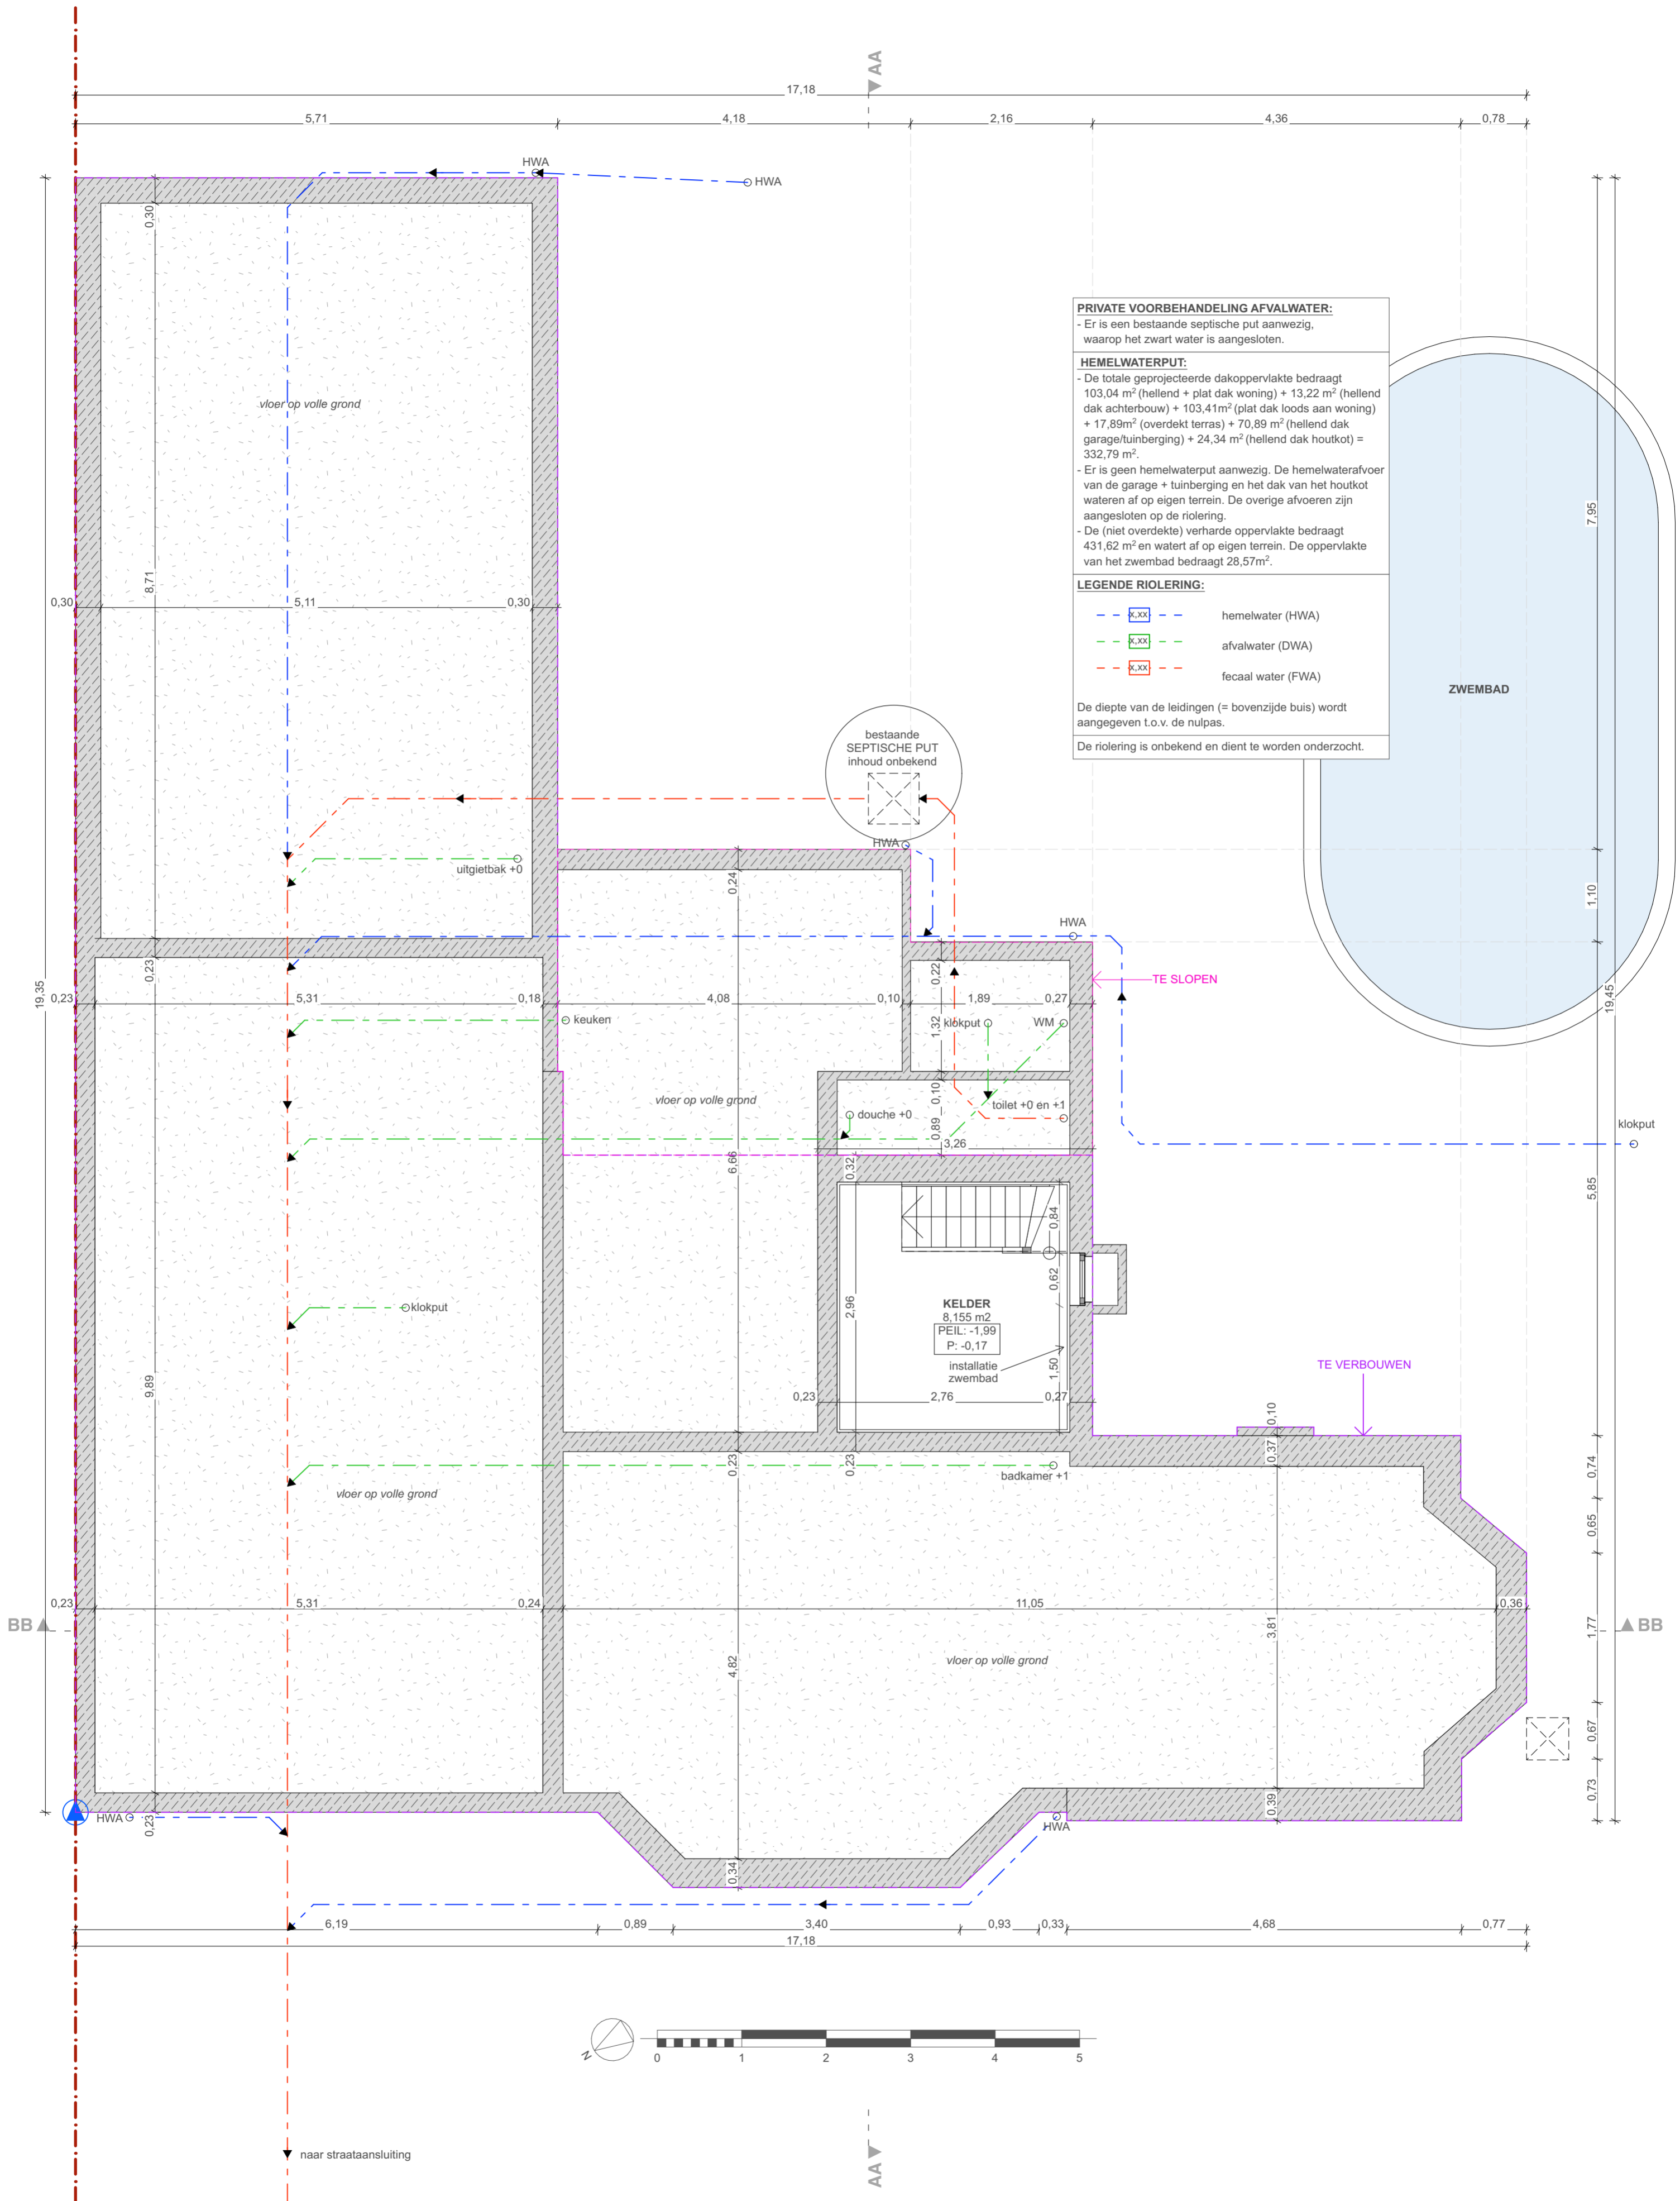 AA
17,18
5,71
4,18
2,16
4,36
0,78
HWA
HWA
0,30
vloer op volle grond
PRIVATE VOORBEHANDELING AFVALWATER:
- Er is een bestaande septische put aanwezig,
waarop het zwart water is aangesloten.
HEMELWATERPUT:
- De totale geprojecteerde dakoppervlakte bedraagt
103,04 m² (hellend + plat dak woning) + 13,22 m² (hellend
dak achterbouw) + 103,41m² (plat dak loods aan woning)
+ 17,89m² (overdekt terras) + 70,89 m² (hellend dak
garage/tuinberging) + 24,34 m² (hellend dak houtkot) =
332,79 m².
- Er is geen hemelwaterput aanwezig. De hemelwaterafvoer
van de garage + tuinberging en het dak van het houtkot
wateren af op eigen terrein. De overige afvoeren zijn
aangesloten op de riolering.
- De (niet overdekte) verharde oppervlakte bedraagt
431,62 m² en watert af op eigen terrein. De oppervlakte
van het zwembad bedraagt 28,57m².
LEGENDE RIOLERING:
x,xx hemelwater (HWA)
x,xx afvalwater (DWA)
x,xx fecaal water (FWA)
De diepte van de leidingen (= bovenzijde buis) wordt
aangegeven t.o.v. de nulpas.
De riolering is onbekend en dient te worden onderzocht.
7,95
8,71
0,30
5,11
0,30
ZWEMBAD
bestaande
SEPTISCHE PUT
inhoud onbekend
HWA
uitgietbak +0
0,24
1,10
HWA
0,23
0,22
TE SLOPEN
19,35
19,45
0,23
5,31
0,18
4,08
0,10
1,89
0,27
keuken
klokput
WM
1,32
vloer op volle grond
0,10
toilet +0 en +1
douche +0
0,89
3,26
klokput
6,66
0,32
5,85
0,84
0,62
klokput
2,96
KELDER
8,155 m2
PEIL: -1,99
P: -0,17
installatie
zwembad
1,50
TE VERBOUWEN
9,89
0,23
2,76
0,27
0,10
0,37
0,23
0,23
0,74
badkamer +1
vloer op volle grond
0,65
0,23
5,31
0,24
11,05
0,36
BB
3,81
1,77
BB
4,82
vloer op volle grond
0,67
0,73
0,39
HWA
0,23
HWA
0,34
6,19
0,89
3,40
0,93
0,33
4,68
0,77
17,18
N
0
1
2
3
4
5
naar straataansluiting
AA